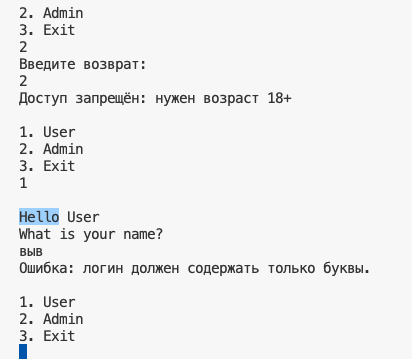 2. Admin
3. Exit
2
Введите возврат:
2
Доступ запрещён: нужен возраст 18+
1. User
2. Admin
3. Exit
1
Hello User
What is your name?
выв
Ошибка: логин должен содержать только буквы.
1. User
2. Admin
3. Exit